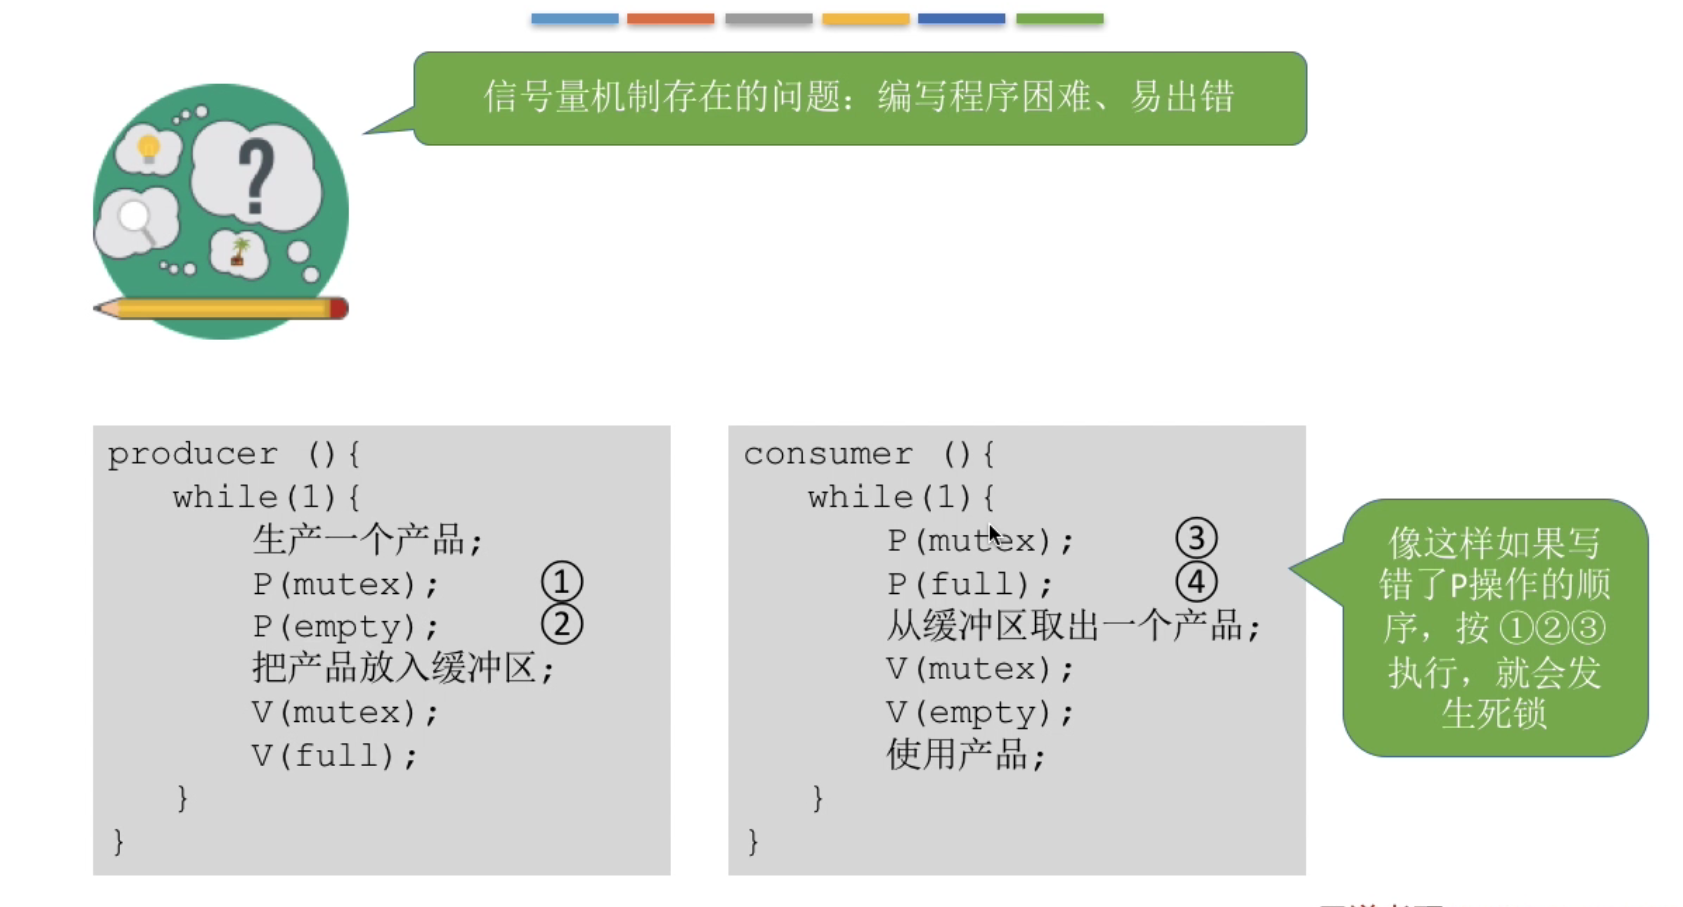 信号量机制存在的问题：编写程序困难、易出错
?
producer (){
while(1){
生产一个产品;
P(mutex); ①
P(empty); ②
把产品放入缓冲区;
V(mutex);
V(full);
}
}
consumer (){
while(1){
P(mutex); ③
P(full); ④
从缓冲区取出一个产品;
V(mutex);
V(empty);
使用产品;
}
}
像这样如果写
错了P操作的顺
序，按①②③
执行，就会发
生死锁